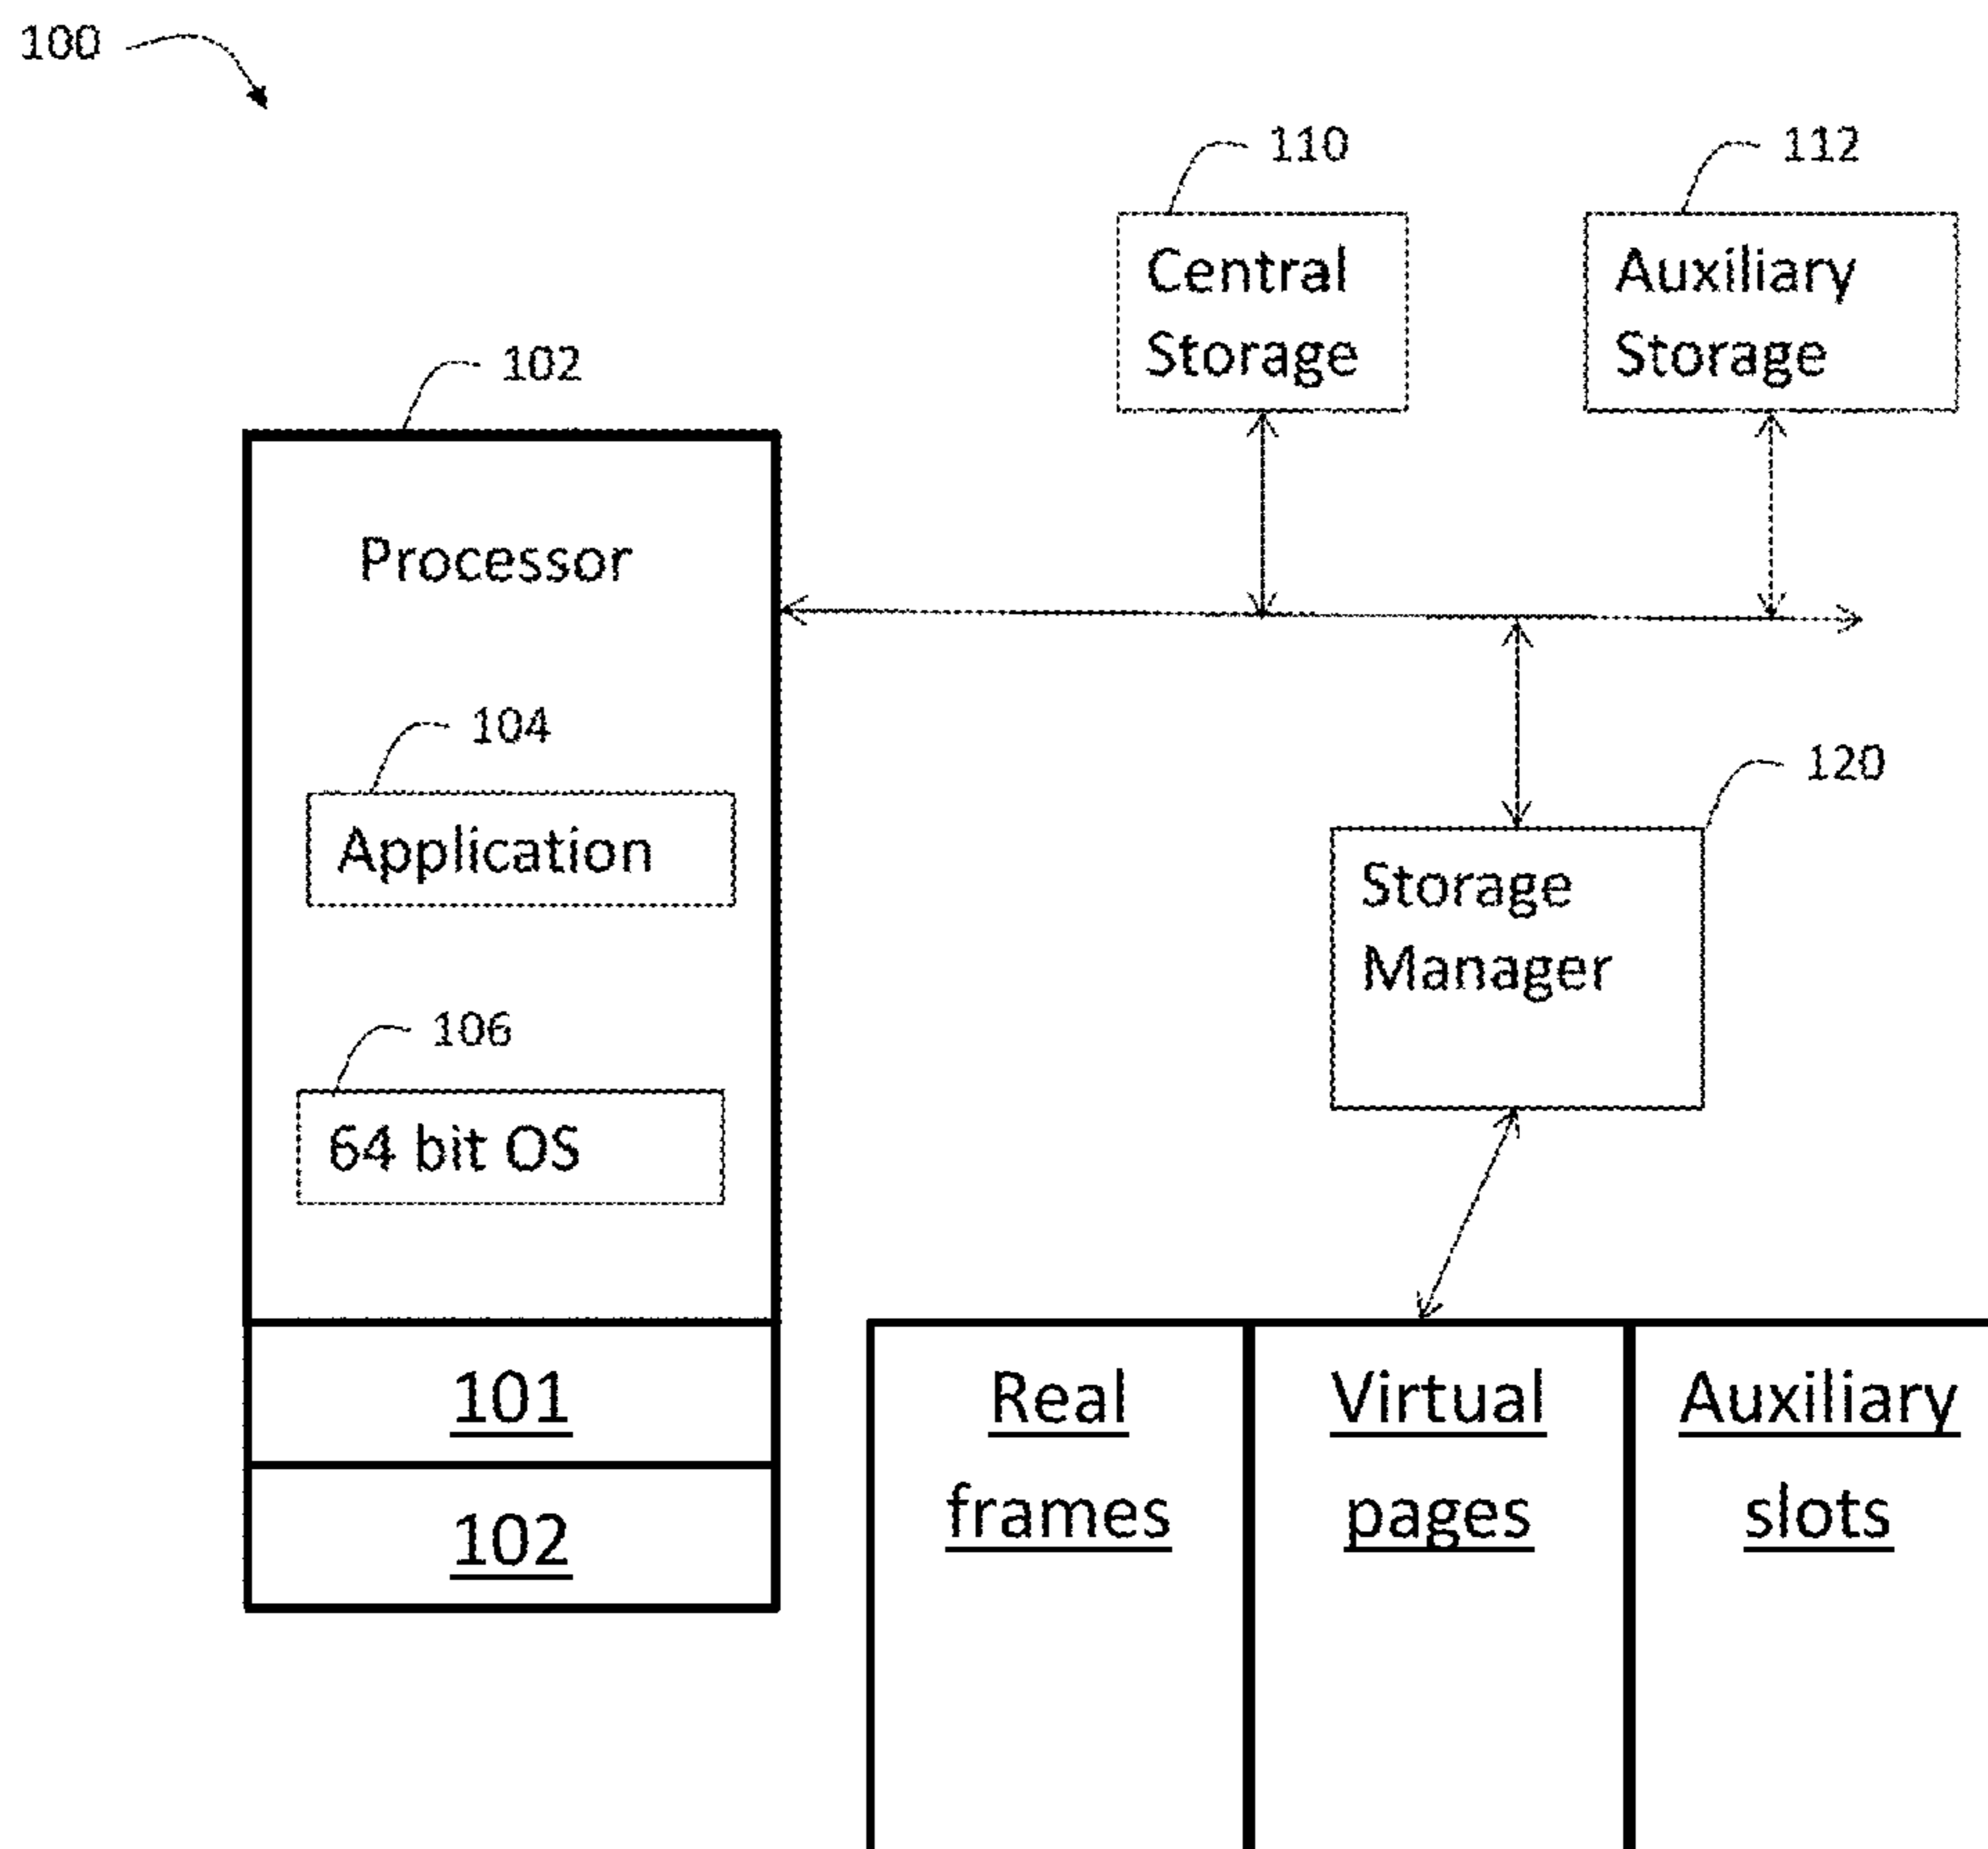 100
110
112
Central
Storage
Auxiliary
Storage
102
Processor
104
Application
120
Storage
Manager
106
64 bit OS
101
102
Real
frames
Virtual
pages
Auxiliary
slots